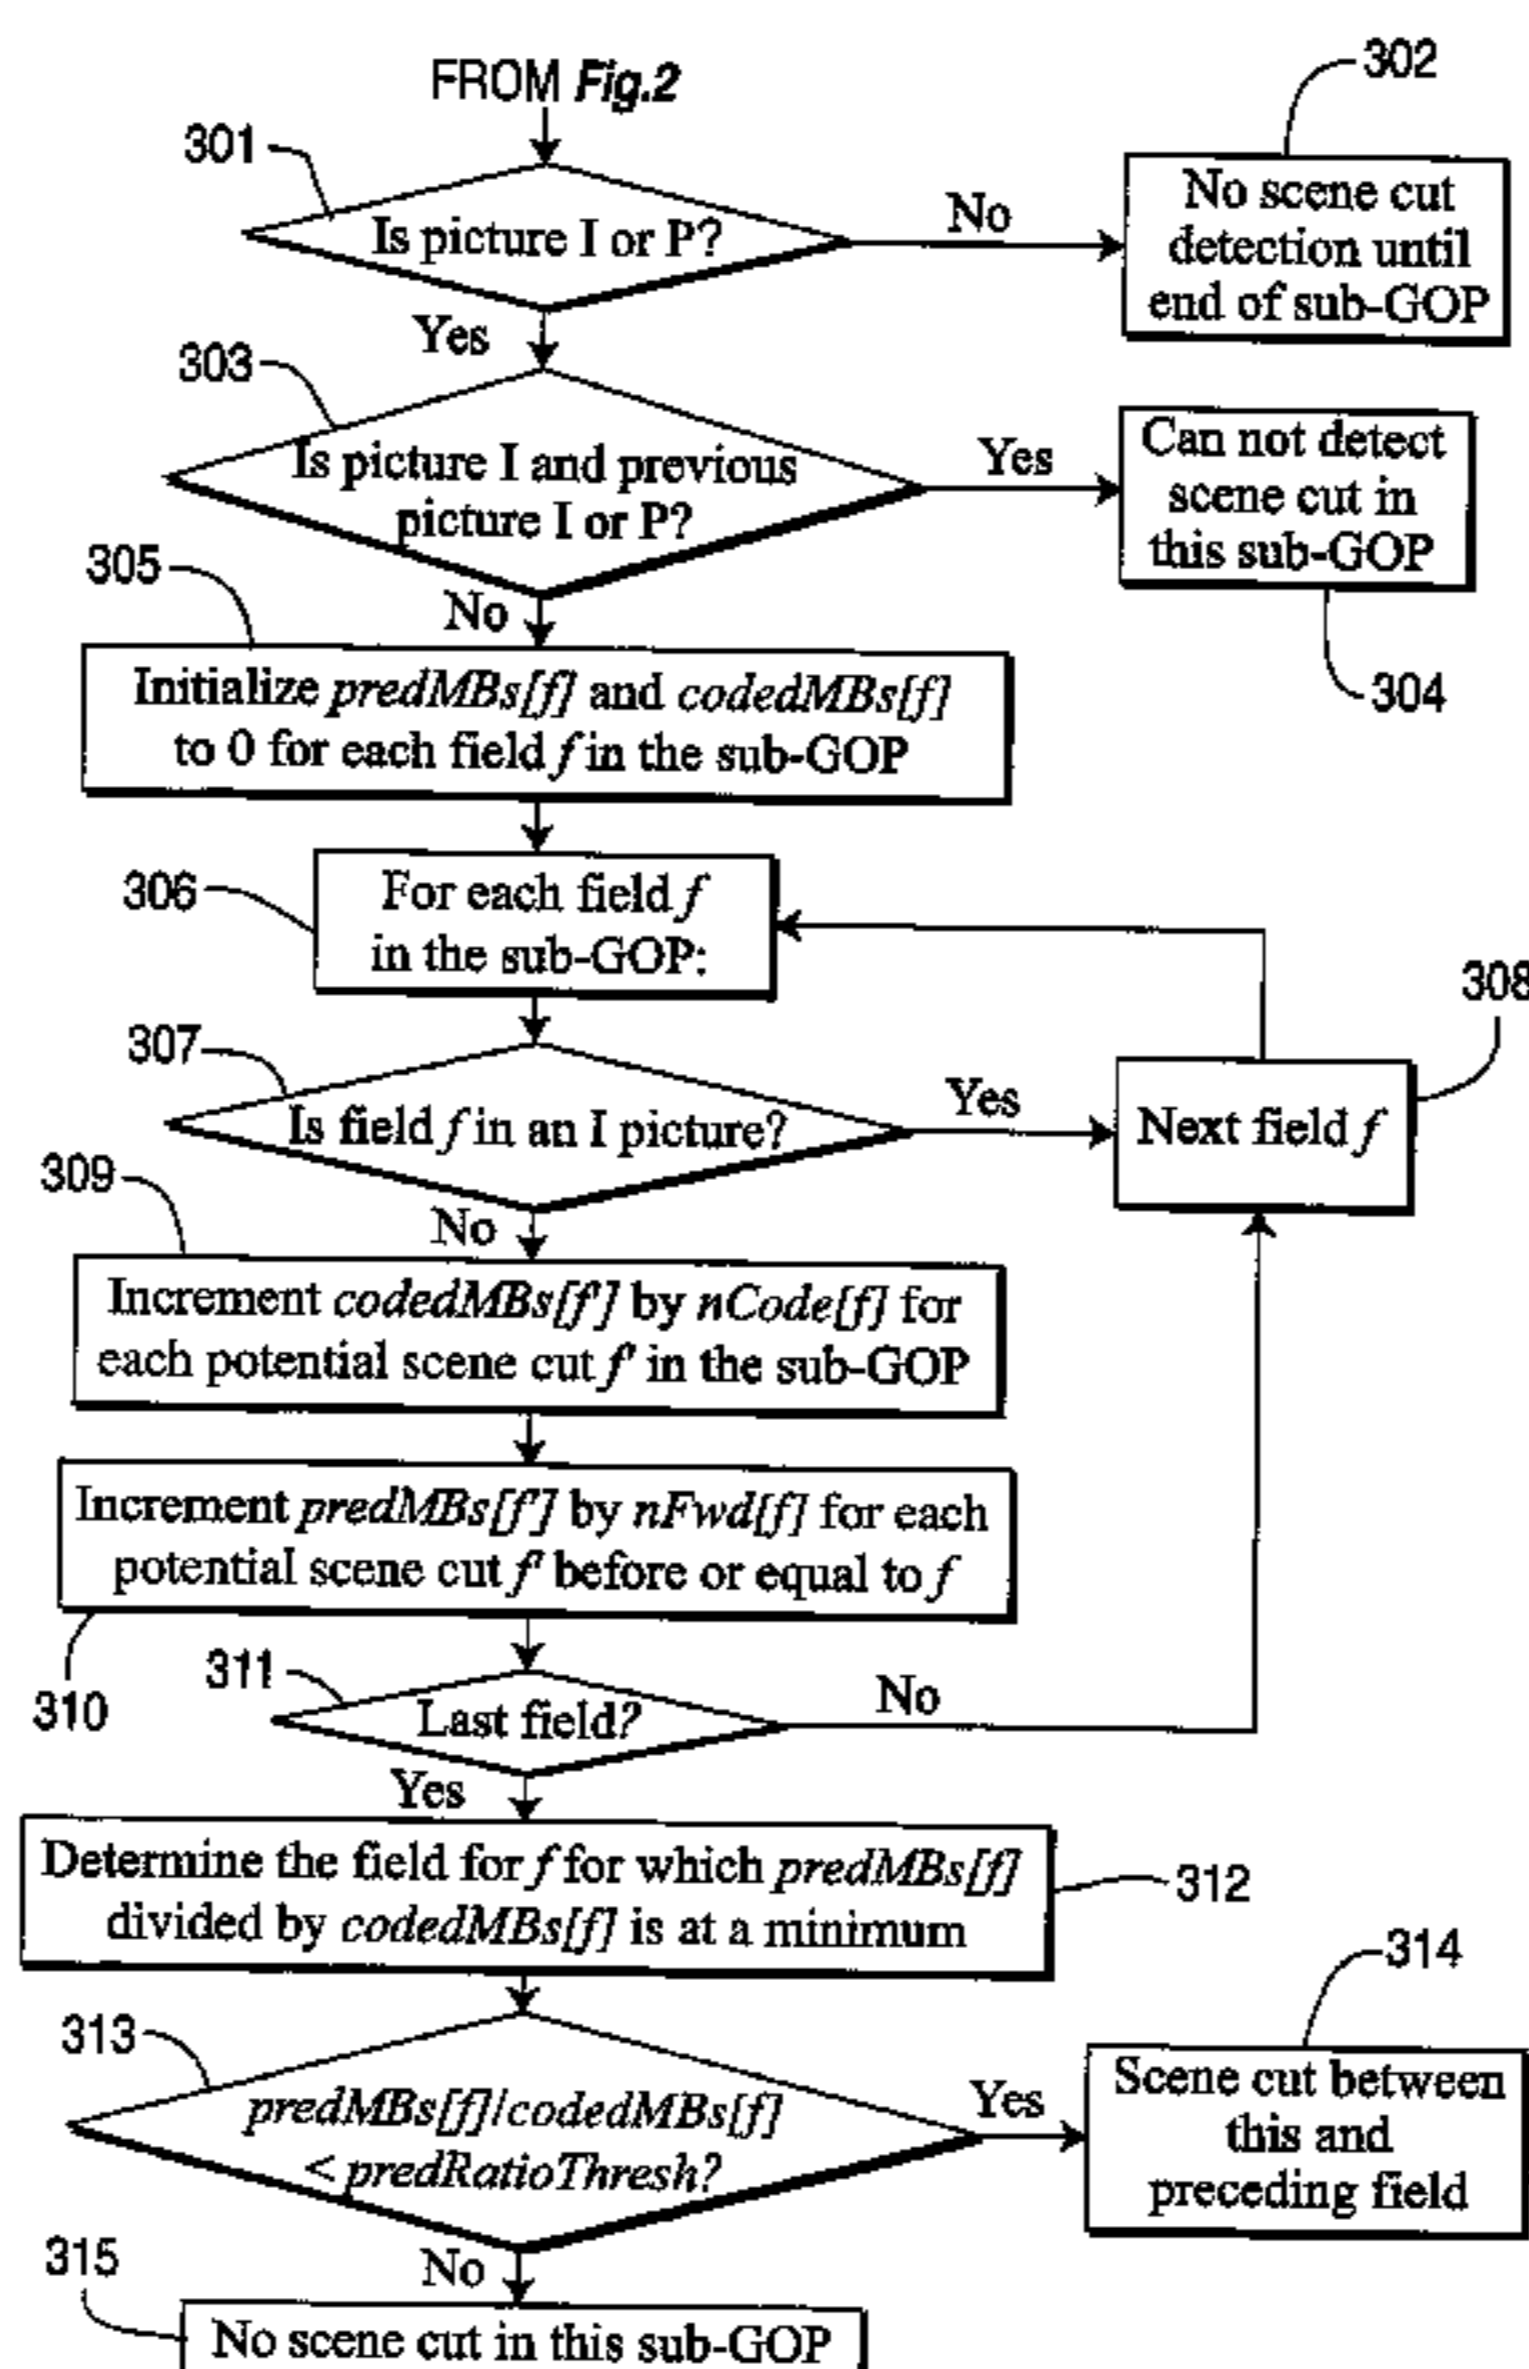 FROM Fig.2
301
302
Is picture I or P?
No
No scene cut
detection until
end of sub-GOP
Yes
303
Is picture I and previous
picture I or P?
Yes
Can not detect
scene cut in
this sub-GOP
304
305
No
Initialize predMBs[f] and codedMBs[f]
to 0 for each field f in the sub-GOP
306
For each field f
in the sub-GOP:
307
Is field f in an I picture?
Yes
Next field f
308
309
No
Increment codedMBs[f'] by nCode[f] for
each potential scene cut f' in the sub-GOP
Increment predMBs[f'] by nFwd[f] for each
potential scene cut f' before or equal to f
310
311
Last field?
No
Yes
Determine the field for f for which predMBs[f]
divided by codedMBs[f] is at a minimum
312
313
predMBs[f]/codedMBs[f]
< predRatioThresh?
Yes
314
Scene cut between
this and
preceding field
315
No
No scene cut in this sub-GOP